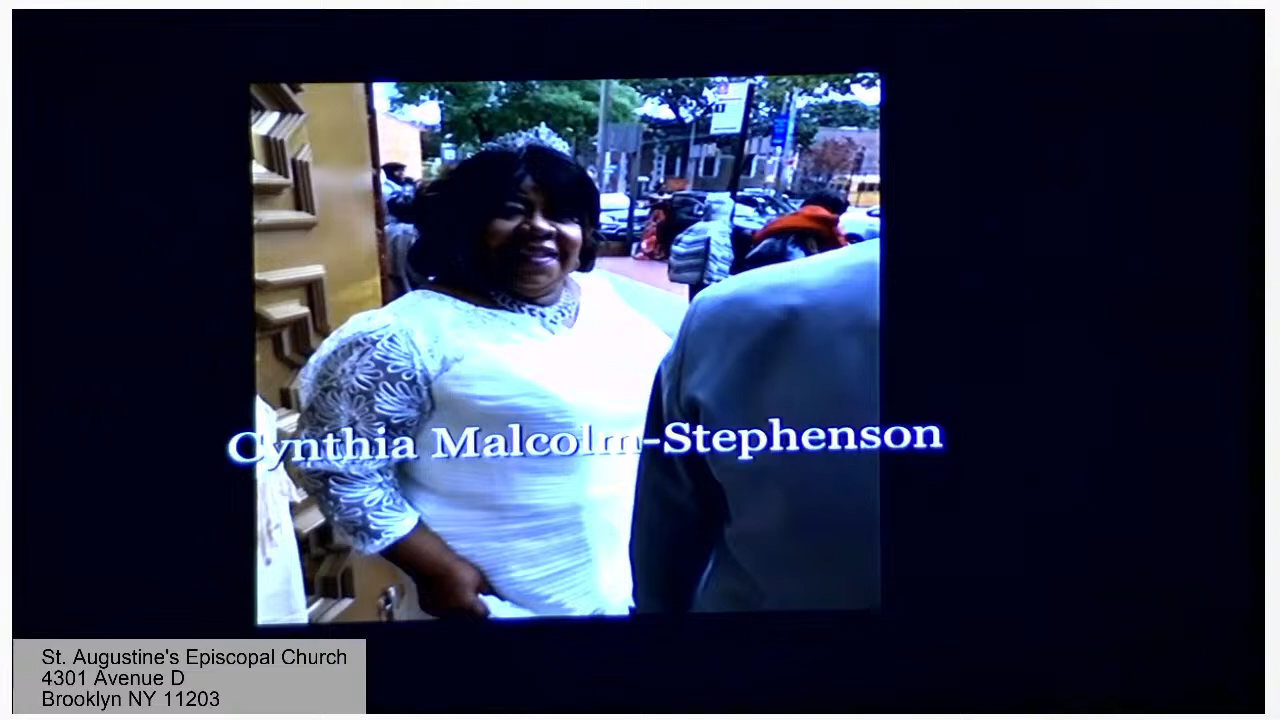 Cynthia Malcolm-Stephenson
St. Augustine's Episcopal Church
4301 Avenue D
Brooklyn NY 11203